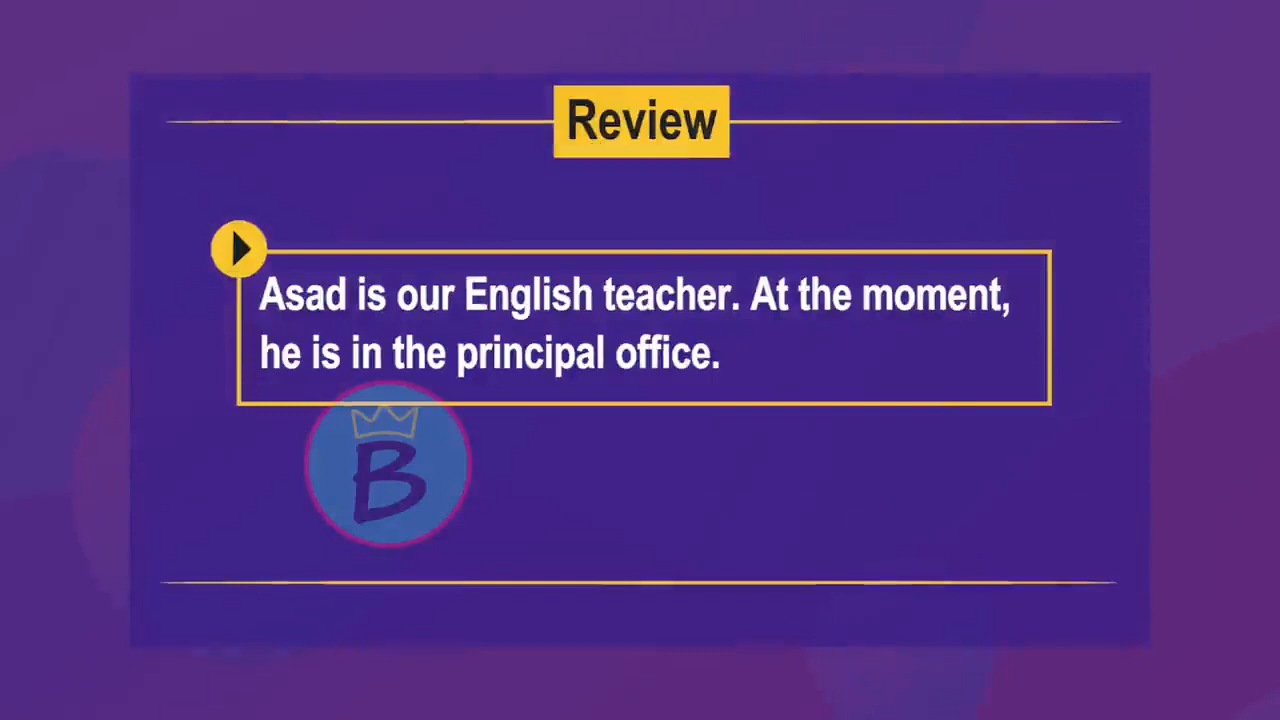 Review
Asad is our English teacher. At the moment,
he is in the principal office.
B